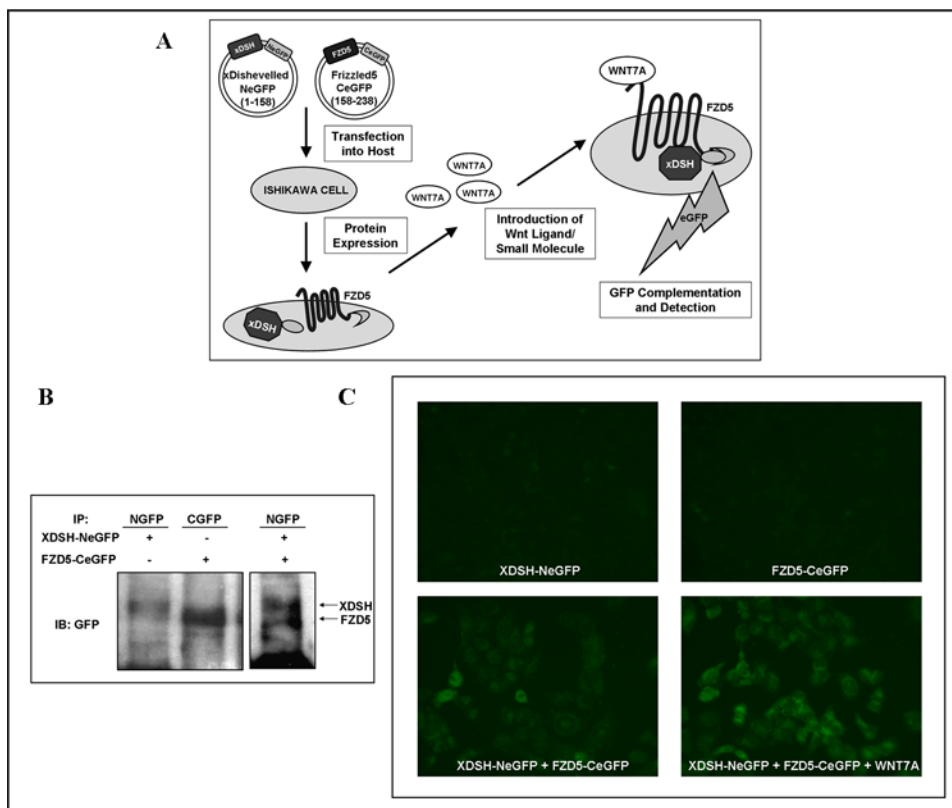 A
xDSH
NeGFP
xDishevelled
NeGFP
(1-158)
FZD5
CeGFP
Frizzled5
CeGFP
(158-238)
Transfection
into Host
ISHIKAWA CELL
Protein
Expression
xDSH
FZD5
WNT7A
WNT7A
WNT7A
Introduction of
Wnt Ligand/
Small Molecule
WNT7A
FZD5
xDSH
eGFP
GFP Complementation
and Detection
B
IP: NGFP CGFP NGFP
XDSH-NeGFP + - +
FZD5-CeGFP - + +
IB: GFP
XDSH
FZD5
C
XDSH-NeGFP
FZD5-CeGFP
XDSH-NeGFP + FZD5-CeGFP
XDSH-NeGFP + FZD5-CeGFP + WNT7A